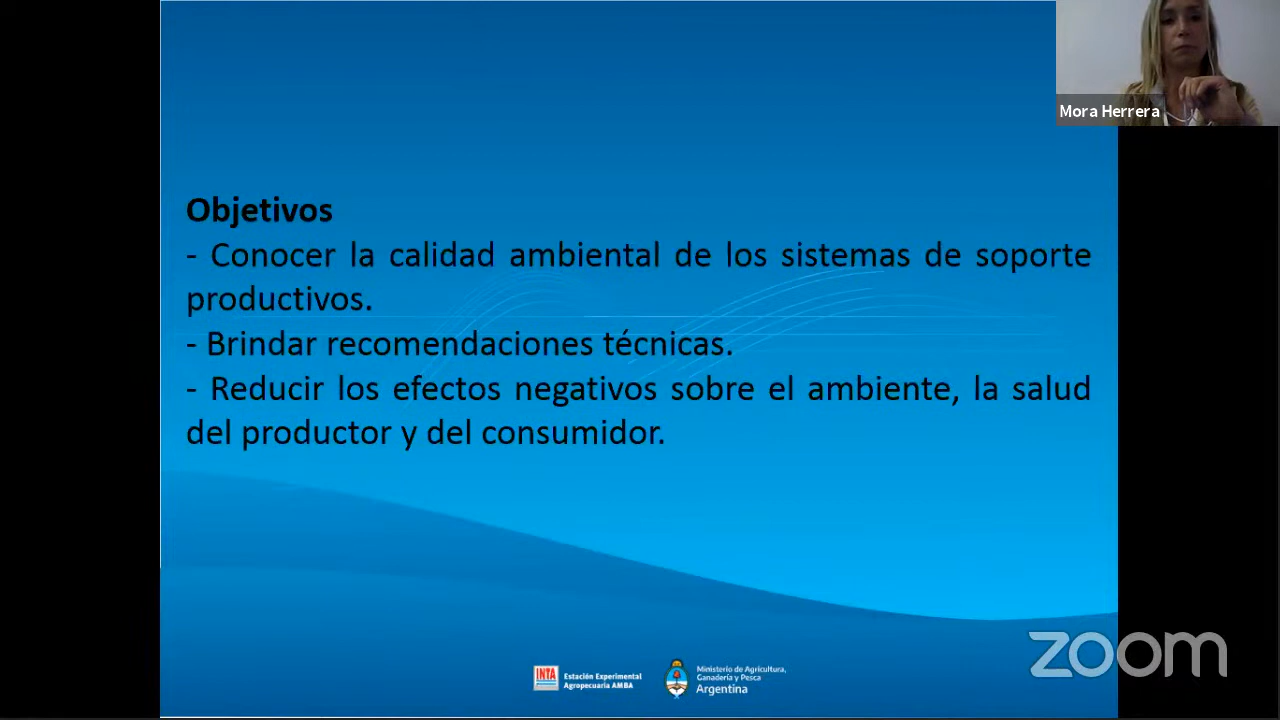 Mora Herrera
Objetivos
- Conocer la calidad ambiental de los sistemas de soporte
productivos.
- Brindar recomendaciones técnicas.
- Reducir los efectos negativos sobre el ambiente, la salud
del productor y del consumidor.
zoom
INTA
Estación Experimental
Agropecuaria AMBA
Ministerio de Agricultura,
Ganadería y Pesca
Argentina